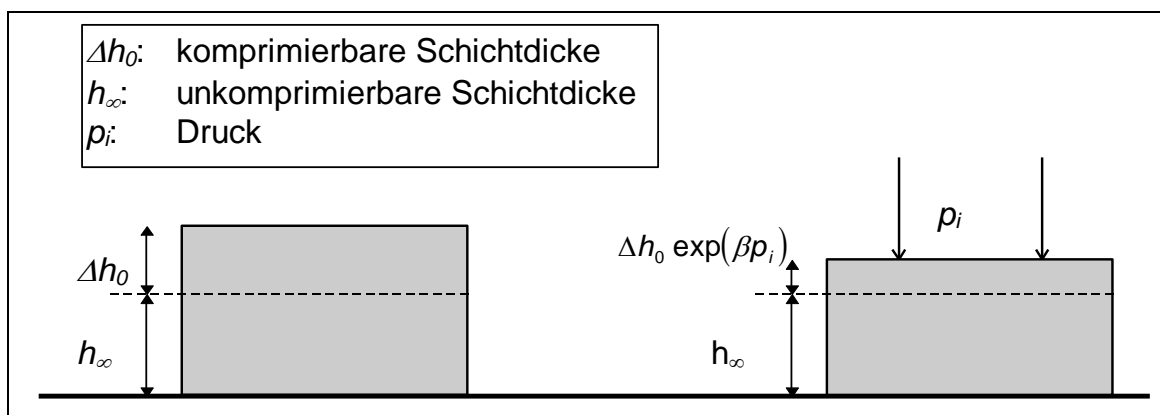 Δh₀: komprimierbare Schichtdicke
h∞: unkomprimierbare Schichtdicke
pᵢ: Druck
Δh₀
h∞
pᵢ
Δh₀ exp(βpᵢ)
h∞